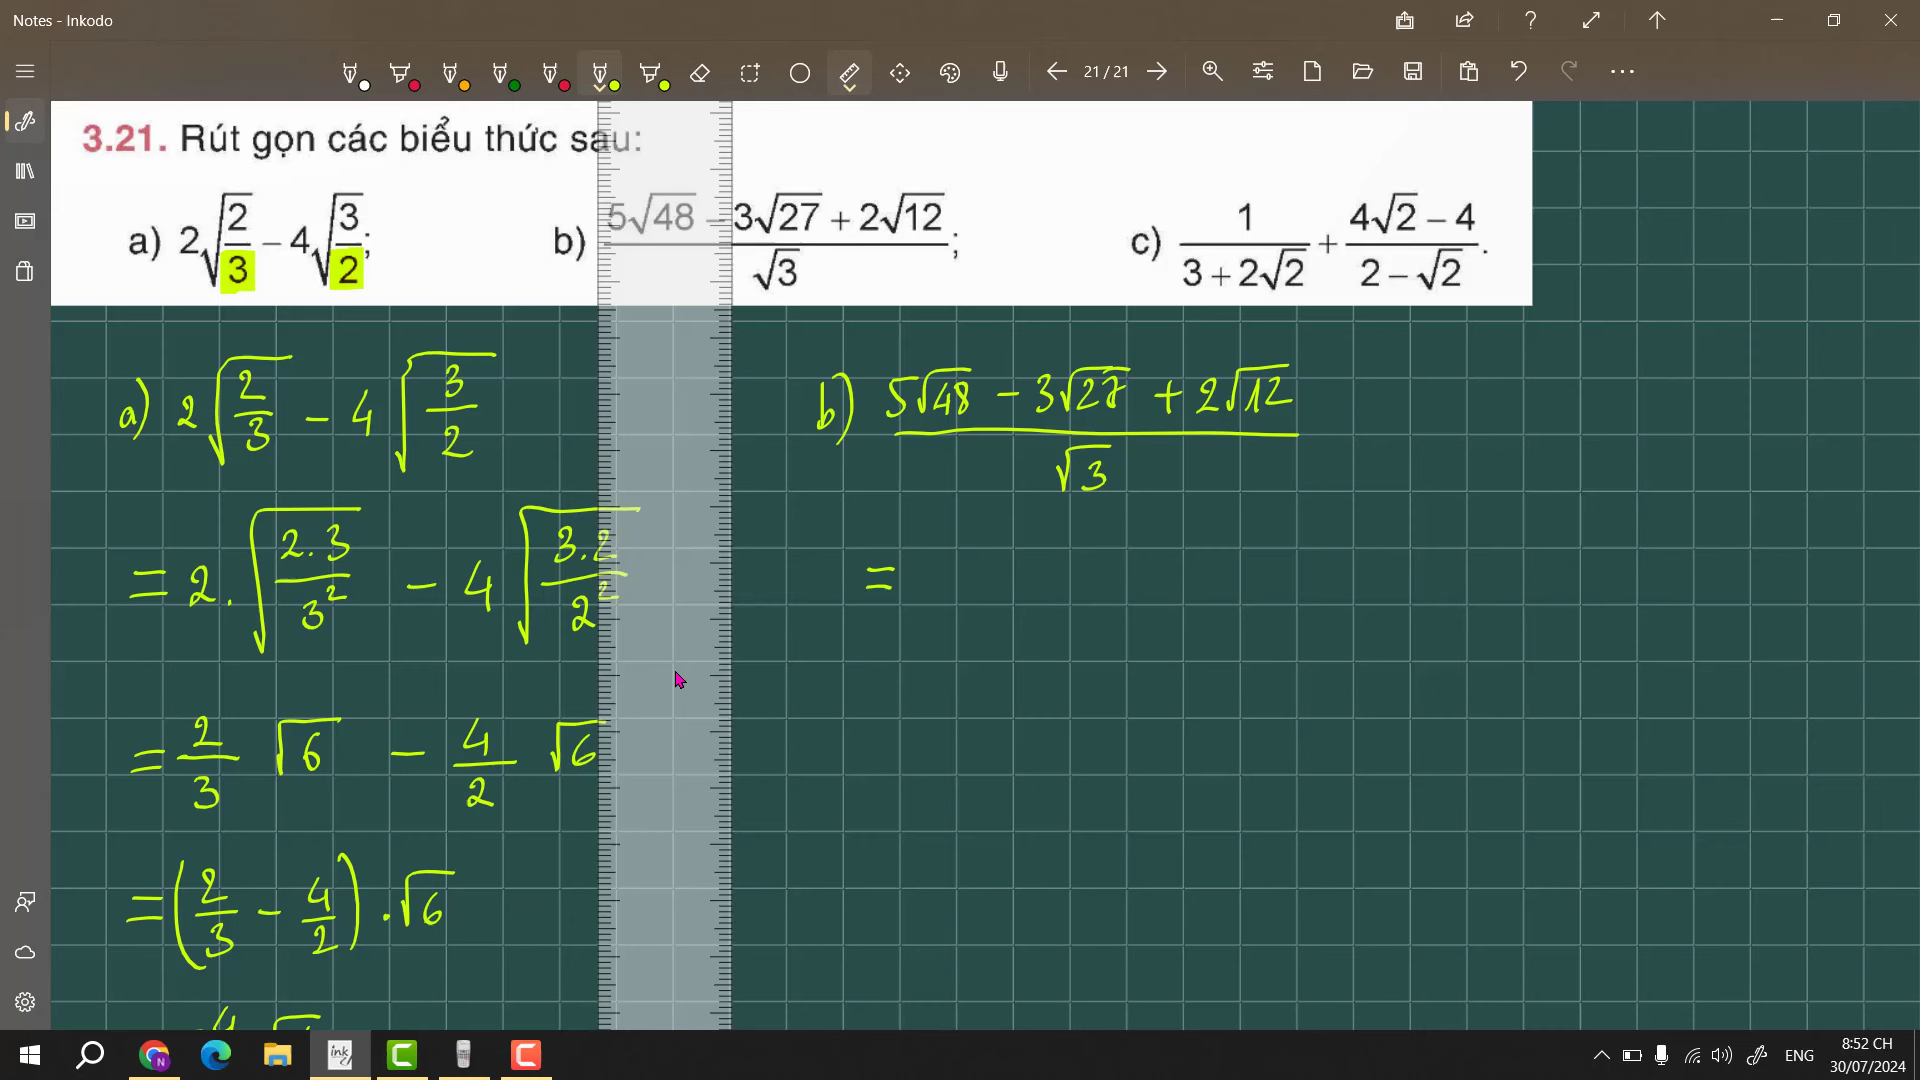 Notes - Inkodo
21 / 21
3.21. Rút gọn các biểu thức sau:
a) 2√(2/3) − 4√(3/2);
b) (5√48 − 3√27 + 2√12)/√3;
c) 1/(3 + 2√2) + (4√2 − 4)/(2 − √2).
a) 2√(2/3) − 4√(3/2)
= 2.√(2.3/3²) − 4√(3.2/2²)
= 2/3 √6 − 4/2 √6
= (2/3 − 4/2) . √6
b) (5√48 − 3√27 + 2√12)/√3
=
ink
N
ENG
8:52 CH
30/07/2024